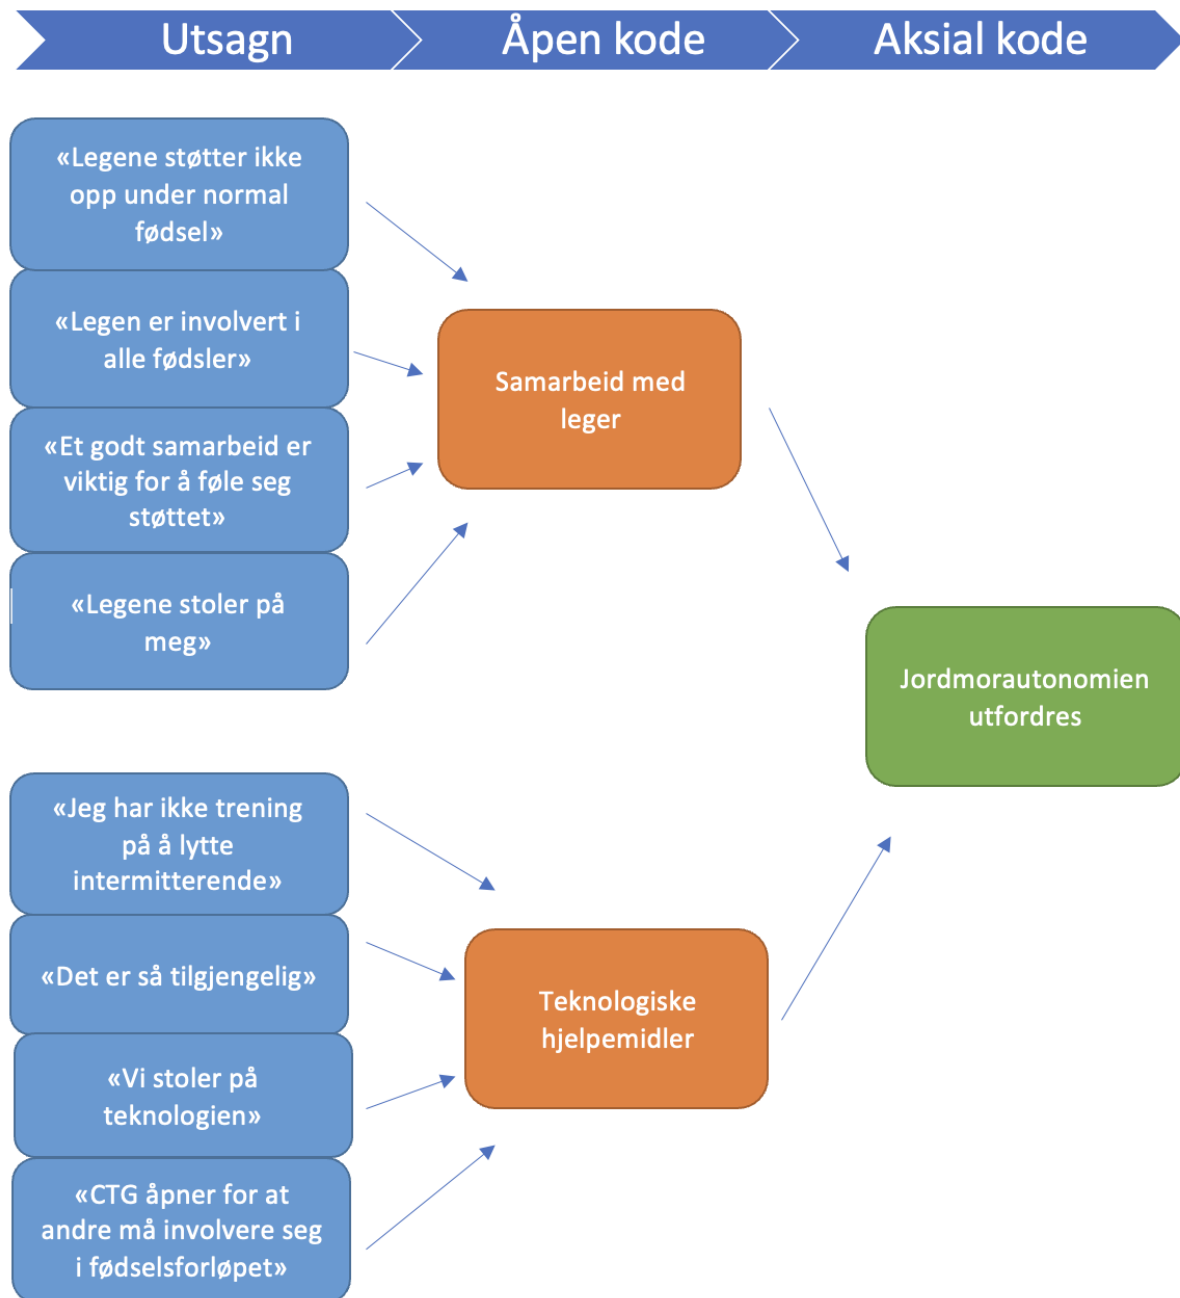 Utsagn
Åpen kode
Aksial kode
«Legene støtter ikke
opp under normal
fødsel»
«Legen er involvert i
alle fødsler»
«Et godt samarbeid er
viktig for å føle seg
støttet»
«Legene stoler på
meg»
Samarbeid med
leger
Jordmorautonomien
utfordres
«Jeg har ikke trening
på å lytte
intermitterende»
«Det er så tilgjengelig»
«Vi stoler på
teknologien»
«CTG åpner for at
andre må involvere seg
i fødselsforløpet»
Teknologiske
hjelpemidler